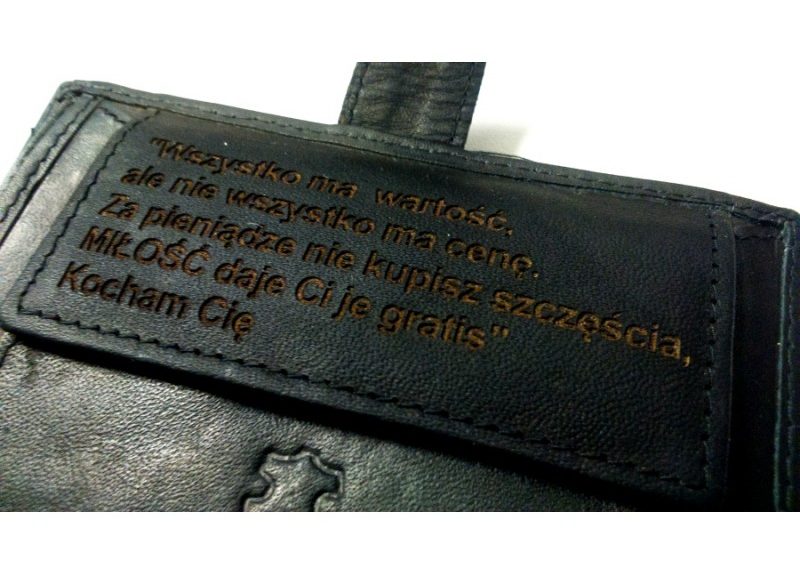 "Wszystko ma wartość,
ale nie wszystko ma cenę.
Za pieniądze nie kupisz szczęścia,
MIŁOŚĆ daje Ci je gratis"
Kocham Cię